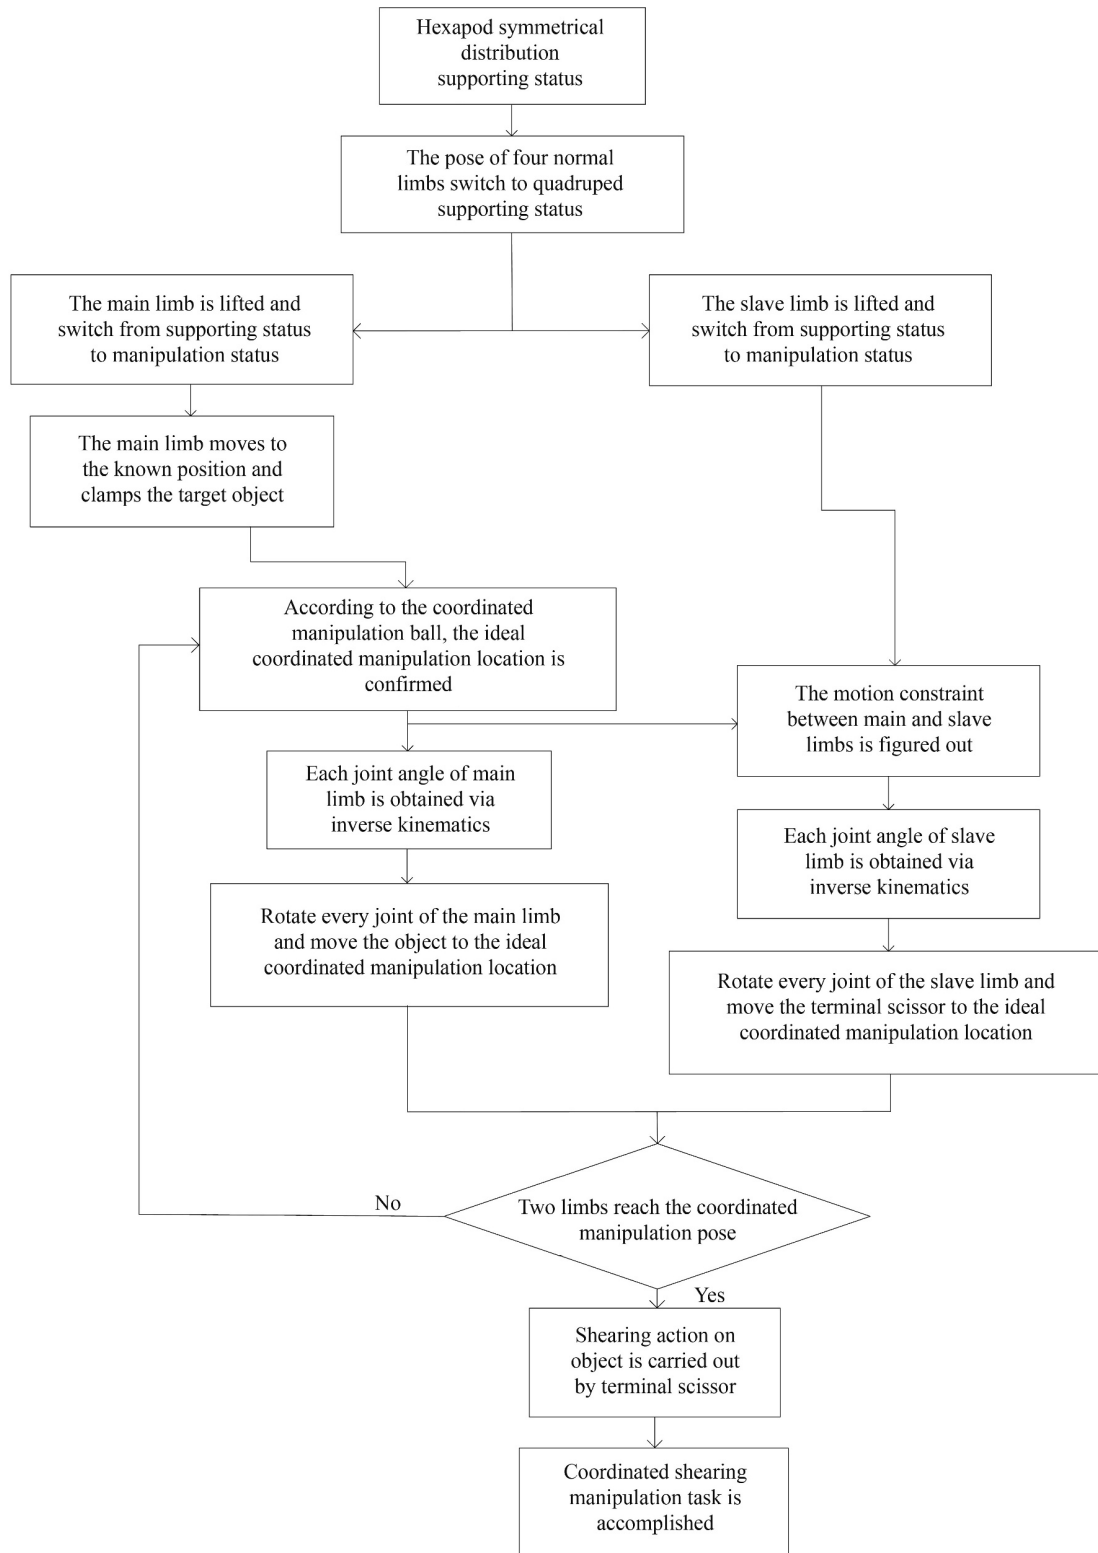 Hexapod symmetrical
distribution
supporting status
The pose of four normal
limbs switch to quadruped
supporting status
The main limb is lifted and
switch from supporting status
to manipulation status
The slave limb is lifted and
switch from supporting status
to manipulation status
The main limb moves to
the known position and
clamps the target object
According to the coordinated
manipulation ball, the ideal
coordinated manipulation location is
confirmed
The motion constraint
between main and slave
limbs is figured out
Each joint angle of main
limb is obtained via
inverse kinematics
Each joint angle of slave
limb is obtained via
inverse kinematics
Rotate every joint of the main limb
and move the object to the ideal
coordinated manipulation location
Rotate every joint of the slave limb and
move the terminal scissor to the ideal
coordinated manipulation location
No
Two limbs reach the coordinated
manipulation pose
Yes
Shearing action on
object is carried out
by terminal scissor
Coordinated shearing
manipulation task is
accomplished